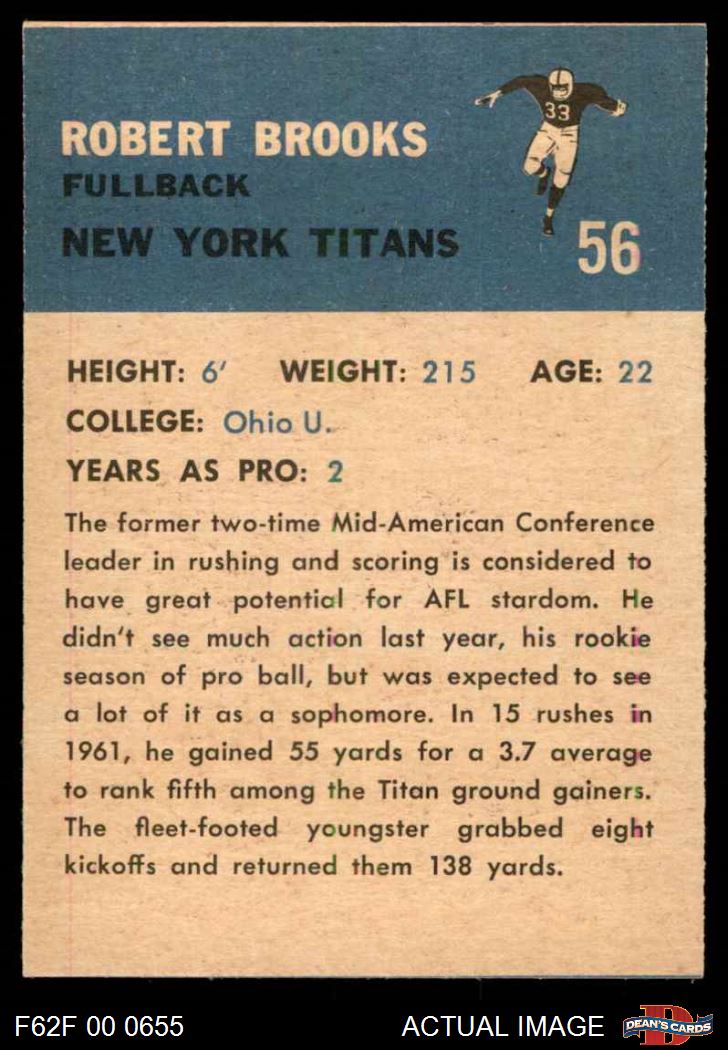 33
ROBERT BROOKS
FULLBACK
NEW YORK TITANS
56
HEIGHT: 6' WEIGHT: 215 AGE: 22
COLLEGE: Ohio U.
YEARS AS PRO: 2
The former two-time Mid-American Conference
leader in rushing and scoring is considered to
have great potential for AFL stardom. He
didn't see much action last year, his rookie
season of pro ball, but was expected to see
a lot of it as a sophomore. In 15 rushes in
1961, he gained 55 yards for a 3.7 average
to rank fifth among the Titan ground gainers.
The fleet-footed youngster grabbed eight
kickoffs and returned them 138 yards.
F62F 00 0655 ACTUAL IMAGE
D
DEAN'S CARDS